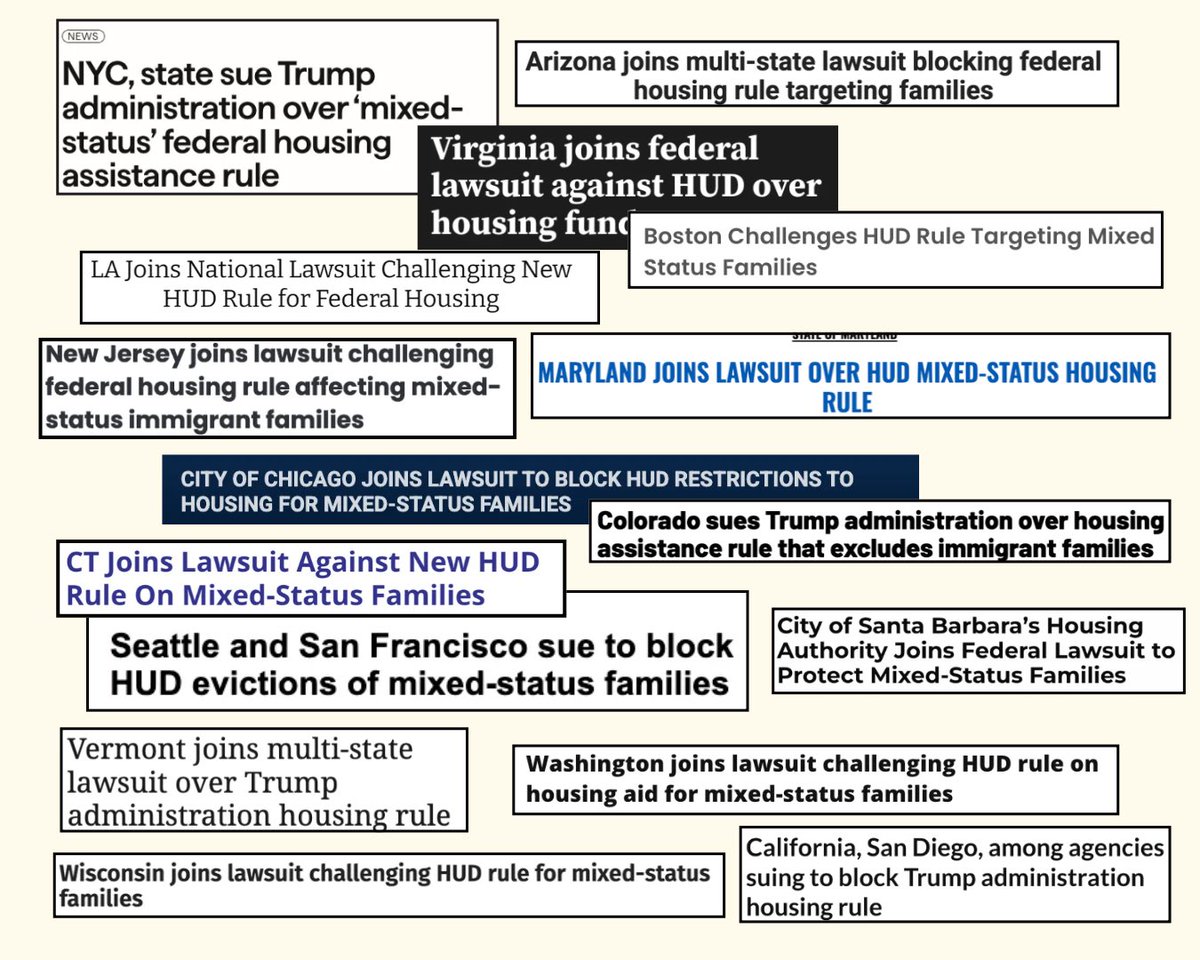 NEWS
NYC, state sue Trump
administration over ‘mixed-
status’ federal housing
assistance rule
Arizona joins multi-state lawsuit blocking federal
housing rule targeting families
Virginia joins federal
lawsuit against HUD over
housing fund
Boston Challenges HUD Rule Targeting Mixed
Status Families
LA Joins National Lawsuit Challenging New
HUD Rule for Federal Housing
New Jersey joins lawsuit challenging
federal housing rule affecting mixed-
status immigrant families
STATE OF MARYLAND
MARYLAND JOINS LAWSUIT OVER HUD MIXED-STATUS HOUSING
RULE
CITY OF CHICAGO JOINS LAWSUIT TO BLOCK HUD RESTRICTIONS TO
HOUSING FOR MIXED-STATUS FAMILIES
Colorado sues Trump administration over housing
assistance rule that excludes immigrant families
CT Joins Lawsuit Against New HUD
Rule On Mixed-Status Families
Seattle and San Francisco sue to block
HUD evictions of mixed-status families
City of Santa Barbara’s Housing
Authority Joins Federal Lawsuit to
Protect Mixed-Status Families
Vermont joins multi-state
lawsuit over Trump
administration housing rule
Washington joins lawsuit challenging HUD rule on
housing aid for mixed-status families
Wisconsin joins lawsuit challenging HUD rule for mixed-status
families
California, San Diego, among agencies
suing to block Trump administration
housing rule